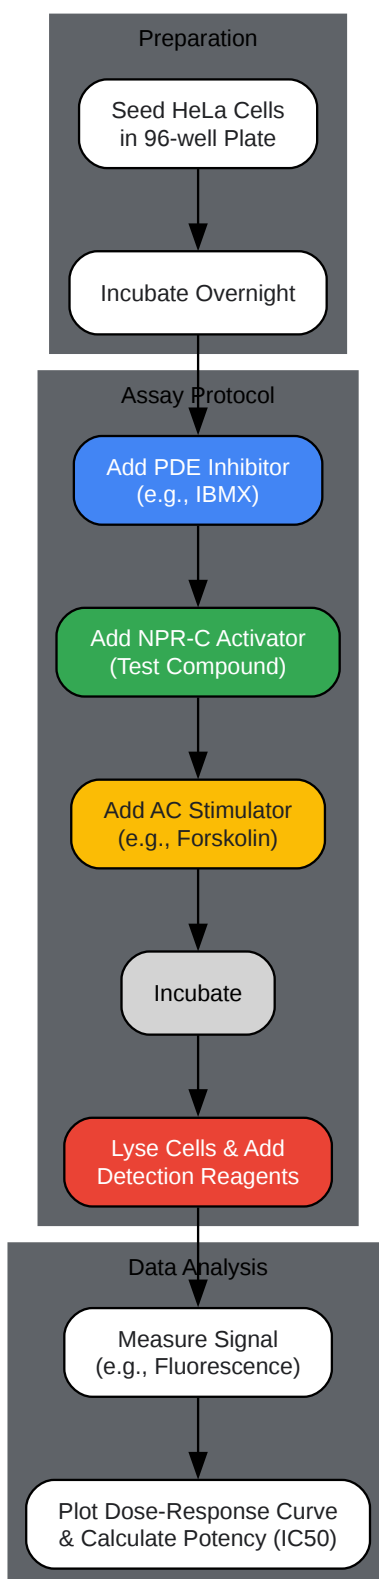 Preparation
Seed HeLa Cells
in 96-well Plate
Incubate Overnight
Assay Protocol
Add PDE Inhibitor
(e.g., IBMX)
Add NPR-C Activator
(Test Compound)
Add AC Stimulator
(e.g., Forskolin)
Incubate
Lyse Cells & Add
Detection Reagents
Data Analysis
Measure Signal
(e.g., Fluorescence)
Plot Dose-Response Curve
& Calculate Potency (IC50)